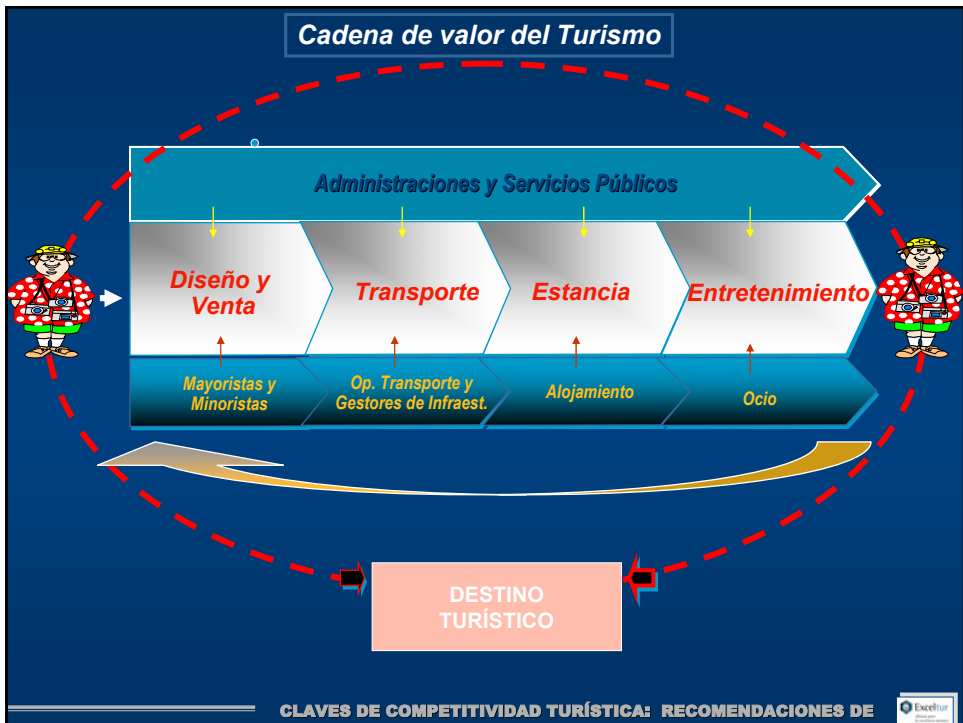 Cadena de valor del Turismo
Administraciones y Servicios Públicos
Diseño y
Venta
Transporte
Estancia
Entretenimiento
Mayoristas y
Minoristas
Op. Transporte y
Gestores de Infraest.
Alojamiento
Ocio
DESTINO
TURÍSTICO
CLAVES DE COMPETITIVIDAD TURÍSTICA: RECOMENDACIONES DE
Exceltur